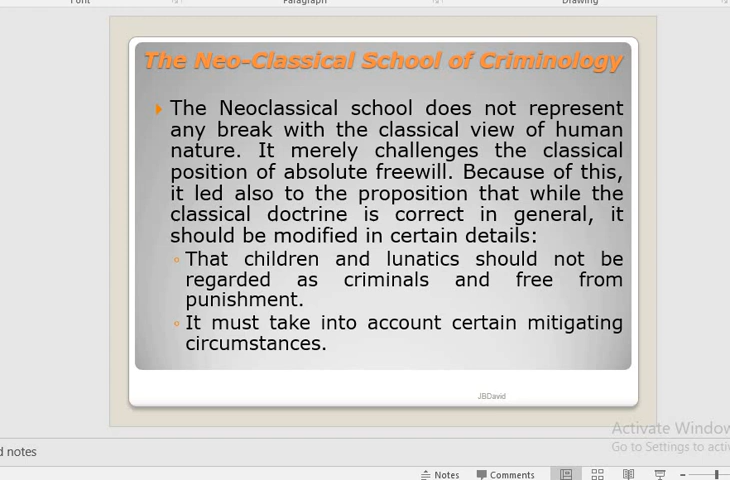 Font Paragraph Drawing
The Neo-Classical School of Criminology
The Neoclassical school does not represent
any break with the classical view of human
nature. It merely challenges the classical
position of absolute freewill. Because of this,
it led also to the proposition that while the
classical doctrine is correct in general, it
should be modified in certain details:
That children and lunatics should not be
regarded as criminals and free from
punishment.
It must take into account certain mitigating
circumstances.
JBDavid
Activate Window
Go to Settings to activ
d notes
Notes Comments